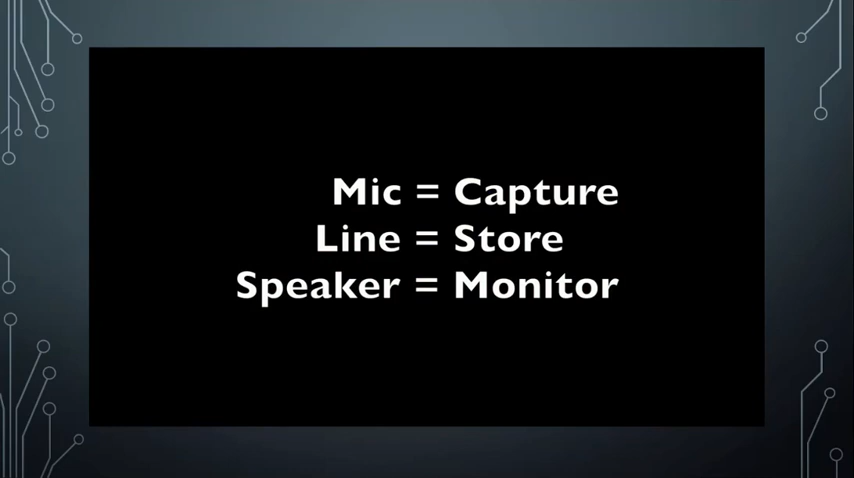 Mic = Capture
Line = Store
Speaker = Monitor